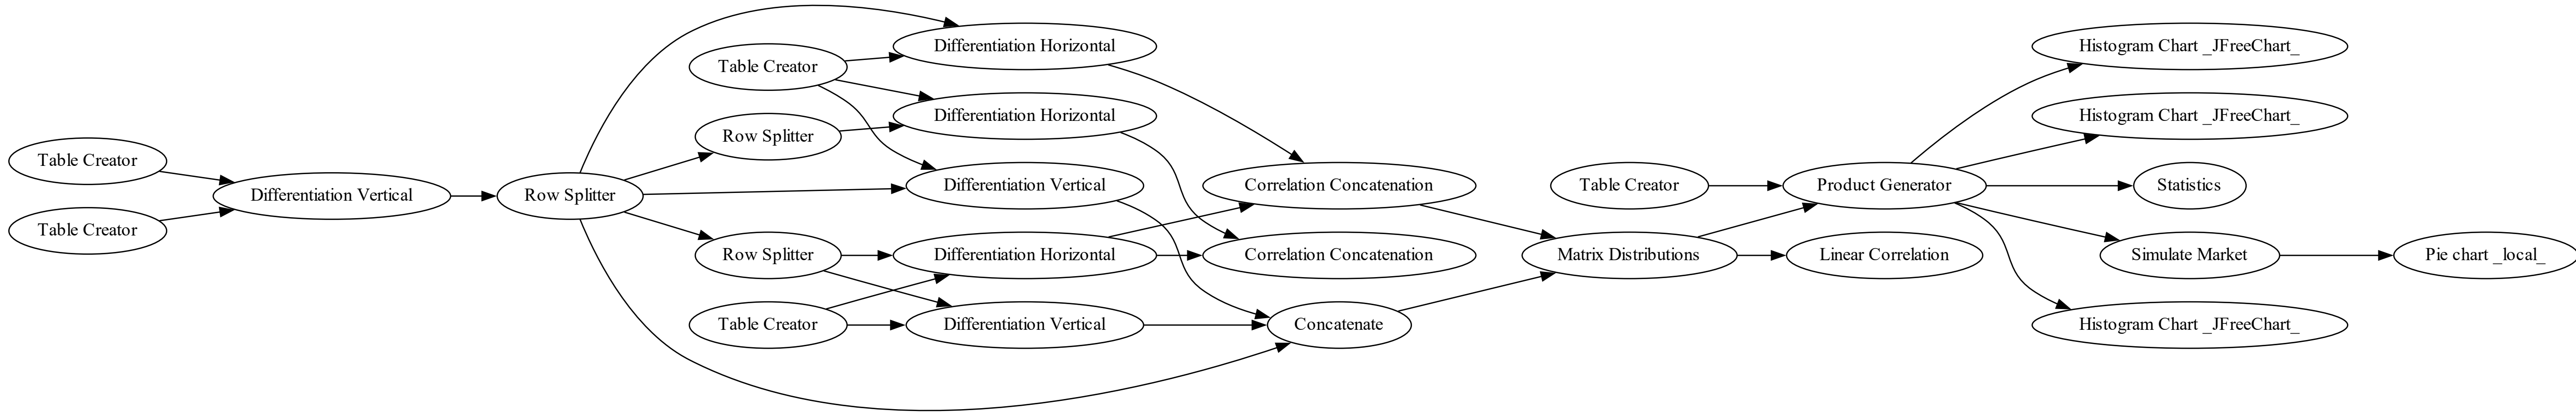 Table Creator
Table Creator
Differentiation Vertical
Row Splitter
Table Creator
Row Splitter
Row Splitter
Table Creator
Differentiation Horizontal
Differentiation Horizontal
Differentiation Vertical
Differentiation Horizontal
Differentiation Vertical
Correlation Concatenation
Correlation Concatenation
Concatenate
Table Creator
Matrix Distributions
Product Generator
Linear Correlation
Histogram Chart _JFreeChart_
Histogram Chart _JFreeChart_
Statistics
Simulate Market
Histogram Chart _JFreeChart_
Pie chart _local_